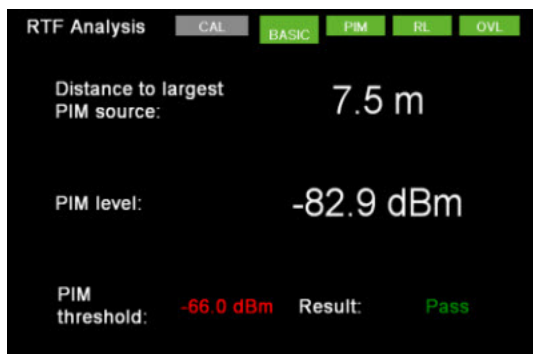 RTF Analysis CAL BASIC PIM RL OVL
Distance to largest
PIM source: 7.5 m
PIM level: -82.9 dBm
PIM
threshold: -66.0 dBm Result: Pass